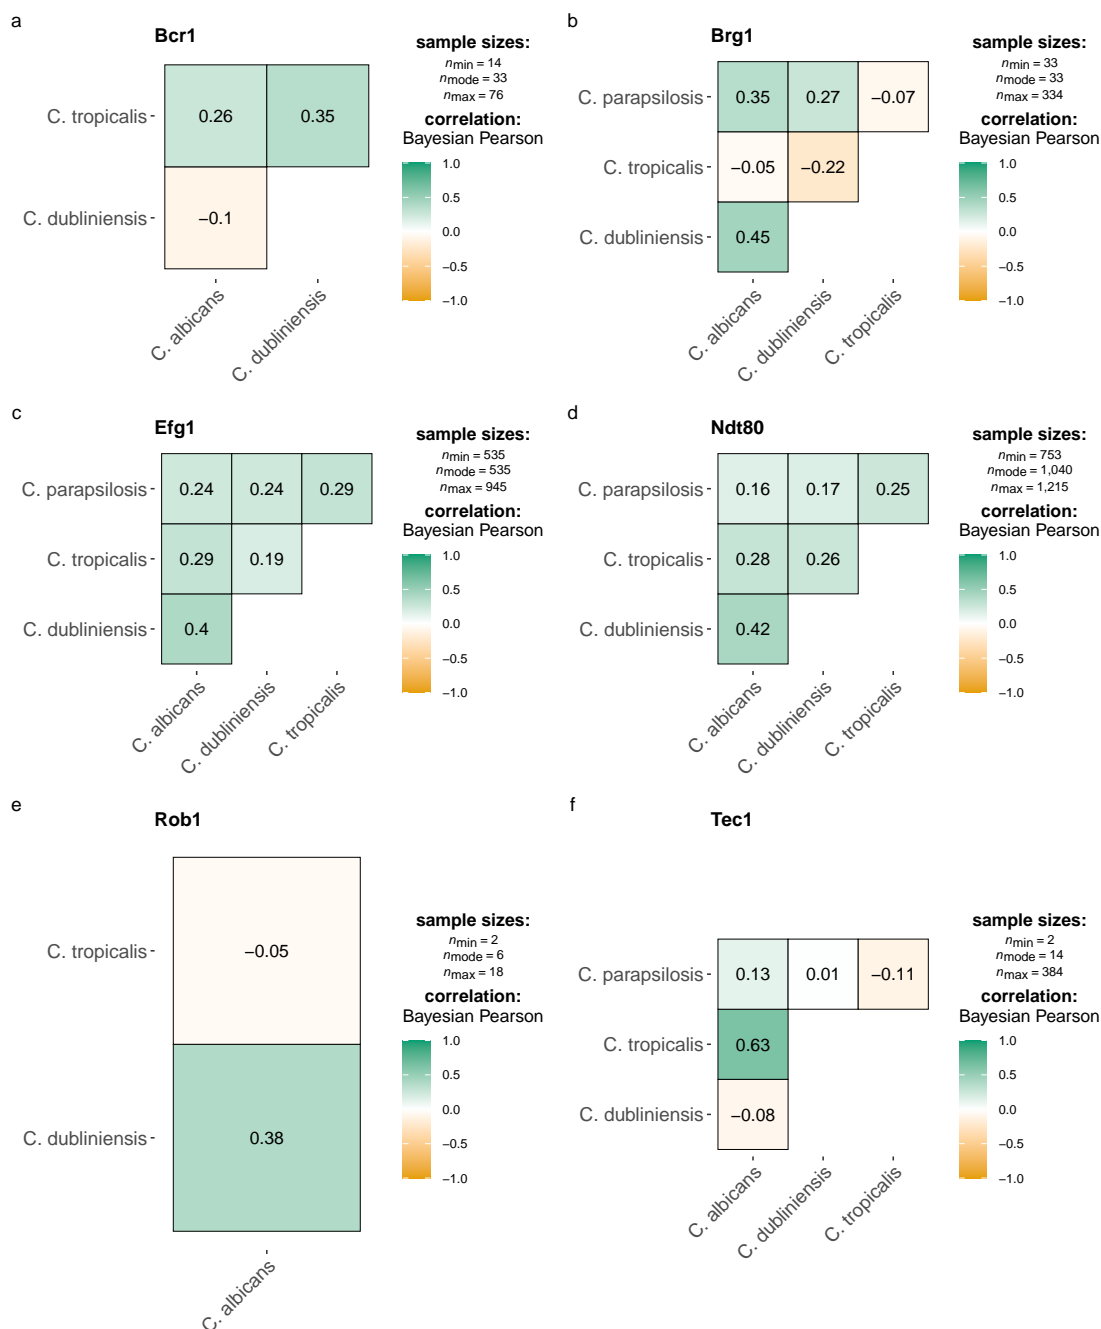 a
Bcr1
C. tropicalis
C. dubliniensis
0.26
0.35
−0.1
C. albicans
C. dubliniensis
sample sizes:
nmin = 14
nmode = 33
nmax = 76
correlation:
Bayesian Pearson
1.0
0.5
0.0
−0.5
−1.0
b
Brg1
C. parapsilosis
C. tropicalis
C. dubliniensis
0.35
0.27
−0.07
−0.05
−0.22
0.45
C. albicans
C. dubliniensis
C. tropicalis
sample sizes:
nmin = 33
nmode = 33
nmax = 334
correlation:
Bayesian Pearson
1.0
0.5
0.0
−0.5
−1.0
c
Efg1
C. parapsilosis
C. tropicalis
C. dubliniensis
0.24
0.24
0.29
0.29
0.19
0.4
C. albicans
C. dubliniensis
C. tropicalis
sample sizes:
nmin = 535
nmode = 535
nmax = 945
correlation:
Bayesian Pearson
1.0
0.5
0.0
−0.5
−1.0
d
Ndt80
C. parapsilosis
C. tropicalis
C. dubliniensis
0.16
0.17
0.25
0.28
0.26
0.42
C. albicans
C. dubliniensis
C. tropicalis
sample sizes:
nmin = 753
nmode = 1,040
nmax = 1,215
correlation:
Bayesian Pearson
1.0
0.5
0.0
−0.5
−1.0
e
Rob1
C. tropicalis
C. dubliniensis
−0.05
0.38
C. albicans
sample sizes:
nmin = 2
nmode = 6
nmax = 18
correlation:
Bayesian Pearson
1.0
0.5
0.0
−0.5
−1.0
f
Tec1
C. parapsilosis
C. tropicalis
C. dubliniensis
0.13
0.01
−0.11
0.63
−0.08
C. albicans
C. dubliniensis
C. tropicalis
sample sizes:
nmin = 2
nmode = 14
nmax = 384
correlation:
Bayesian Pearson
1.0
0.5
0.0
−0.5
−1.0